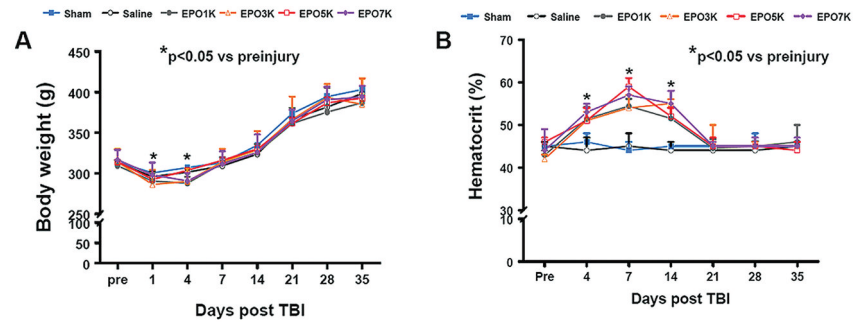 Sham Saline EPO1K EPO3K EPO5K EPO7K
A
*p<0.05 vs preinjury
Body weight (g)
450
400
350
300
250
100
50
0
* *
pre 1 4 7 14 21 28 35
Days post TBI
Sham Saline EPO1K EPO3K EPO5K EPO7K
B
*p<0.05 vs preinjury
Hematocrit (%)
70
60
50
40
30
10
0
* * *
Pre 4 7 14 21 28 35
Days post TBI